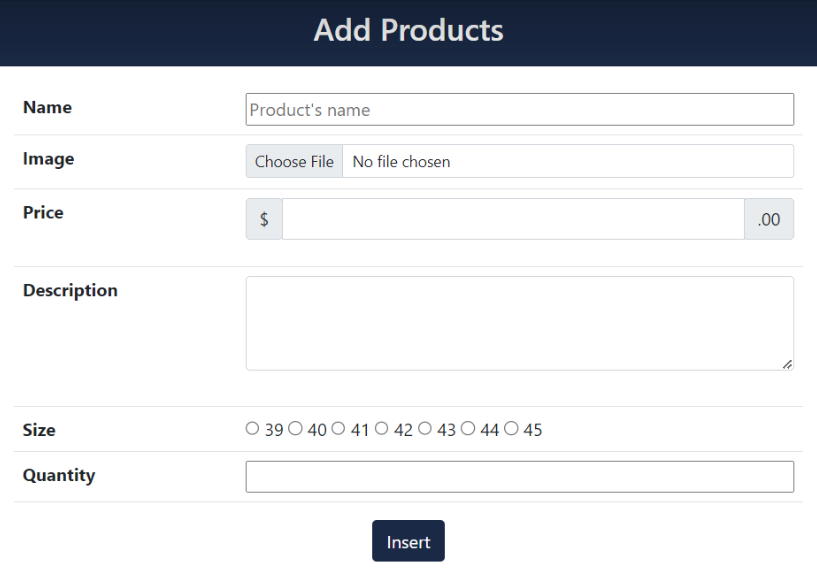 Add Products
Name Product's name
Image Choose File No file chosen
Price $ .00
Description
Size 39 40 41 42 43 44 45
Quantity
Insert